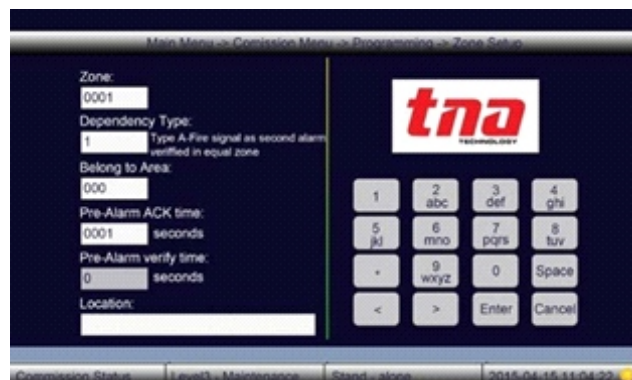 Main Menu -> Comission Menu -> Programming -> Zone Setup
Zone:
0001
Dependency Type:
1
Type A-Fire signal as second alarm
verifified in equal zone
Belong to Area:
000
Pre-Alarm ACK time:
0001 seconds
Pre-Alarm verify time:
0 seconds
Location:
tna
TECHNOLOGY
1
2 abc
3 def
4 ghi
5 jkl
6 mno
7 pqrs
8 tuv
9 wxyz
0
Space
<
>
Enter
Cancel
Commission Status
Level3 - Maintenance
Stand - alone
2015-04-15 11:04:22